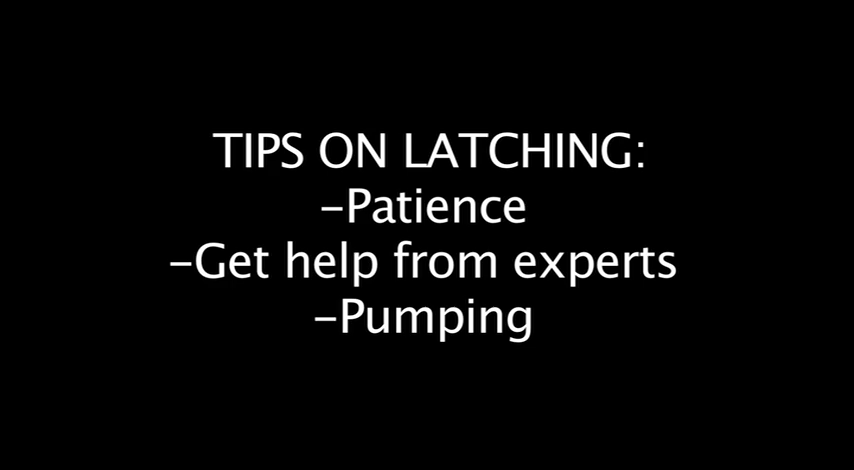 TIPS ON LATCHING:
-Patience
-Get help from experts
-Pumping